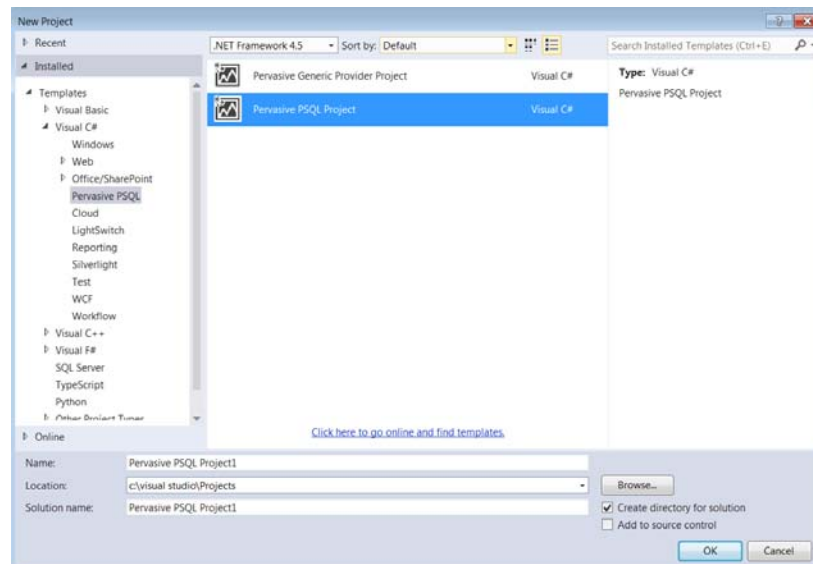 New Project
Recent
.NET Framework 4.5
Sort by: Default
Search Installed Templates (Ctrl+E)
Installed
Templates
Visual Basic
Visual C#
Windows
Web
Office/SharePoint
Pervasive PSQL
Cloud
LightSwitch
Reporting
Silverlight
Test
WCF
Workflow
Visual C++
Visual F#
SQL Server
TypeScript
Python
Other Project Types
Online
Pervasive Generic Provider Project Visual C#
Pervasive PSQL Project Visual C#
Click here to go online and find templates.
Type: Visual C#
Pervasive PSQL Project
Name: Pervasive PSQL Project1
Location: c:\visual studio\Projects
Browse...
Solution name: Pervasive PSQL Project1
Create directory for solution
Add to source control
OK Cancel